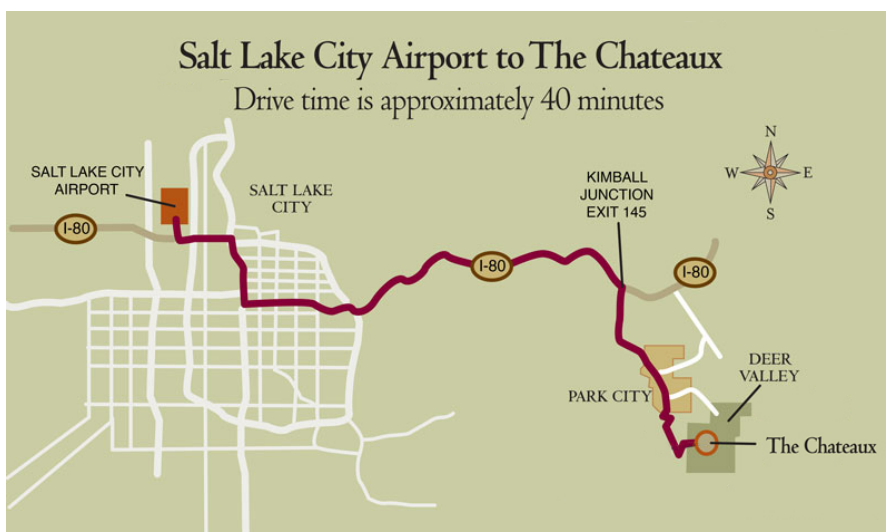 Salt Lake City Airport to The Chateaux
Drive time is approximately 40 minutes
N
W
E
S
SALT LAKE CITY
AIRPORT
SALT LAKE
CITY
KIMBALL
JUNCTION
EXIT 145
I-80
I-80
I-80
DEER
VALLEY
PARK CITY
The Chateaux